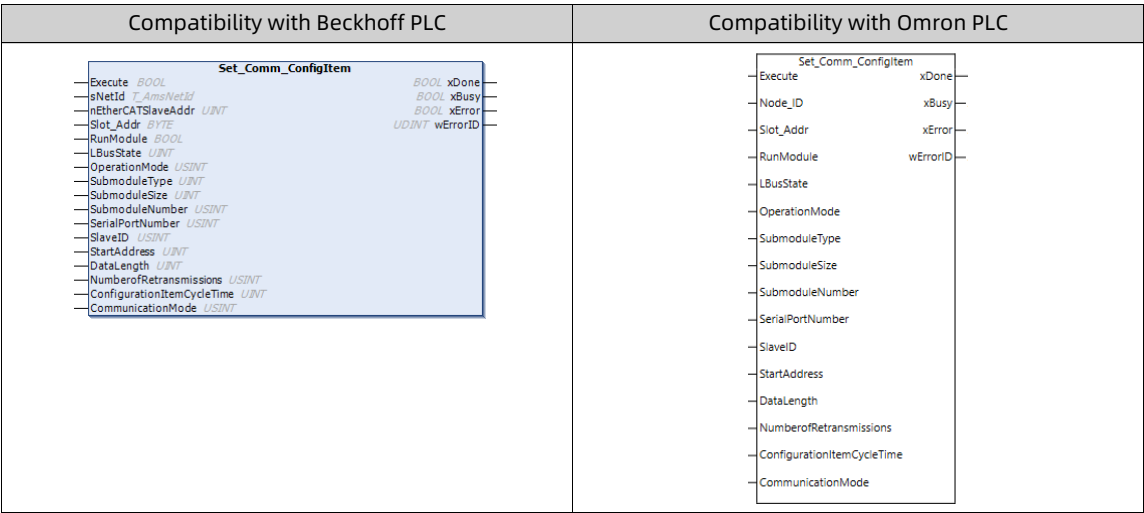 Compatibility with Beckhoff PLC
Compatibility with Omron PLC
Set_Comm_ConfigItem
Execute BOOL BOOL xDone
sNetId T_AmsNetId BOOL xBusy
nEtherCATSlaveAddr UINT BOOL xError
Slot_Addr BYTE UDINT wErrorID
RunModule BOOL
LBusState UINT
OperationMode USINT
SubmoduleType UINT
SubmoduleSize UINT
SubmoduleNumber USINT
SerialPortNumber USINT
SlaveID USINT
StartAddress UINT
DataLength UINT
NumberofRetransmissions USINT
ConfigurationItemCycleTime UINT
CommunicationMode USINT
Set_Comm_ConfigItem
Execute xDone
Node_ID xBusy
Slot_Addr xError
RunModule wErrorID
LBusState
OperationMode
SubmoduleType
SubmoduleSize
SubmoduleNumber
SerialPortNumber
SlaveID
StartAddress
DataLength
NumberofRetransmissions
ConfigurationItemCycleTime
CommunicationMode